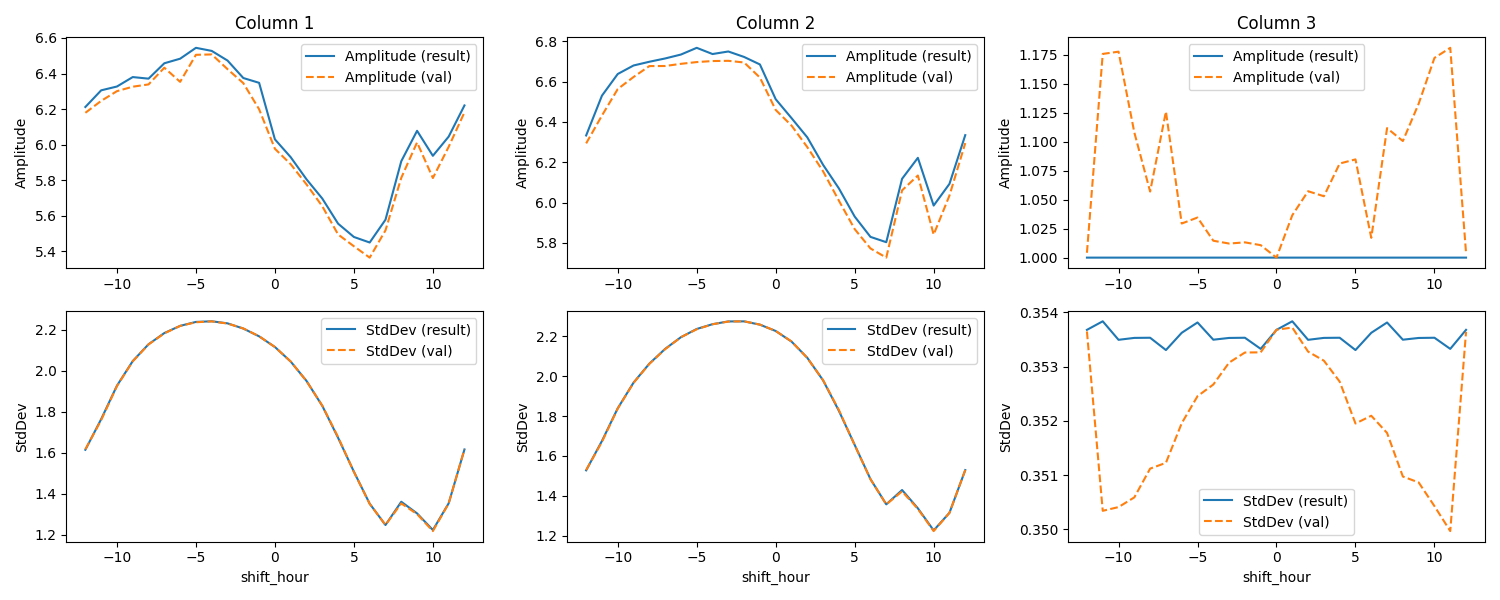 Column 1
6.6
6.4
6.2
6.0
5.8
5.6
5.4
Amplitude
Amplitude (result)
Amplitude (val)
−10
−5
0
5
10
Column 2
6.8
6.6
6.4
6.2
6.0
5.8
Amplitude
Amplitude (result)
Amplitude (val)
−10
−5
0
5
10
Column 3
1.175
1.150
1.125
1.100
1.075
1.050
1.025
1.000
Amplitude
Amplitude (result)
Amplitude (val)
−10
−5
0
5
10
2.2
2.0
1.8
1.6
1.4
1.2
StdDev
StdDev (result)
StdDev (val)
−10
−5
0
5
10
shift_hour
2.2
2.0
1.8
1.6
1.4
1.2
StdDev
StdDev (result)
StdDev (val)
−10
−5
0
5
10
shift_hour
0.354
0.353
0.352
0.351
0.350
StdDev
StdDev (result)
StdDev (val)
−10
−5
0
5
10
shift_hour